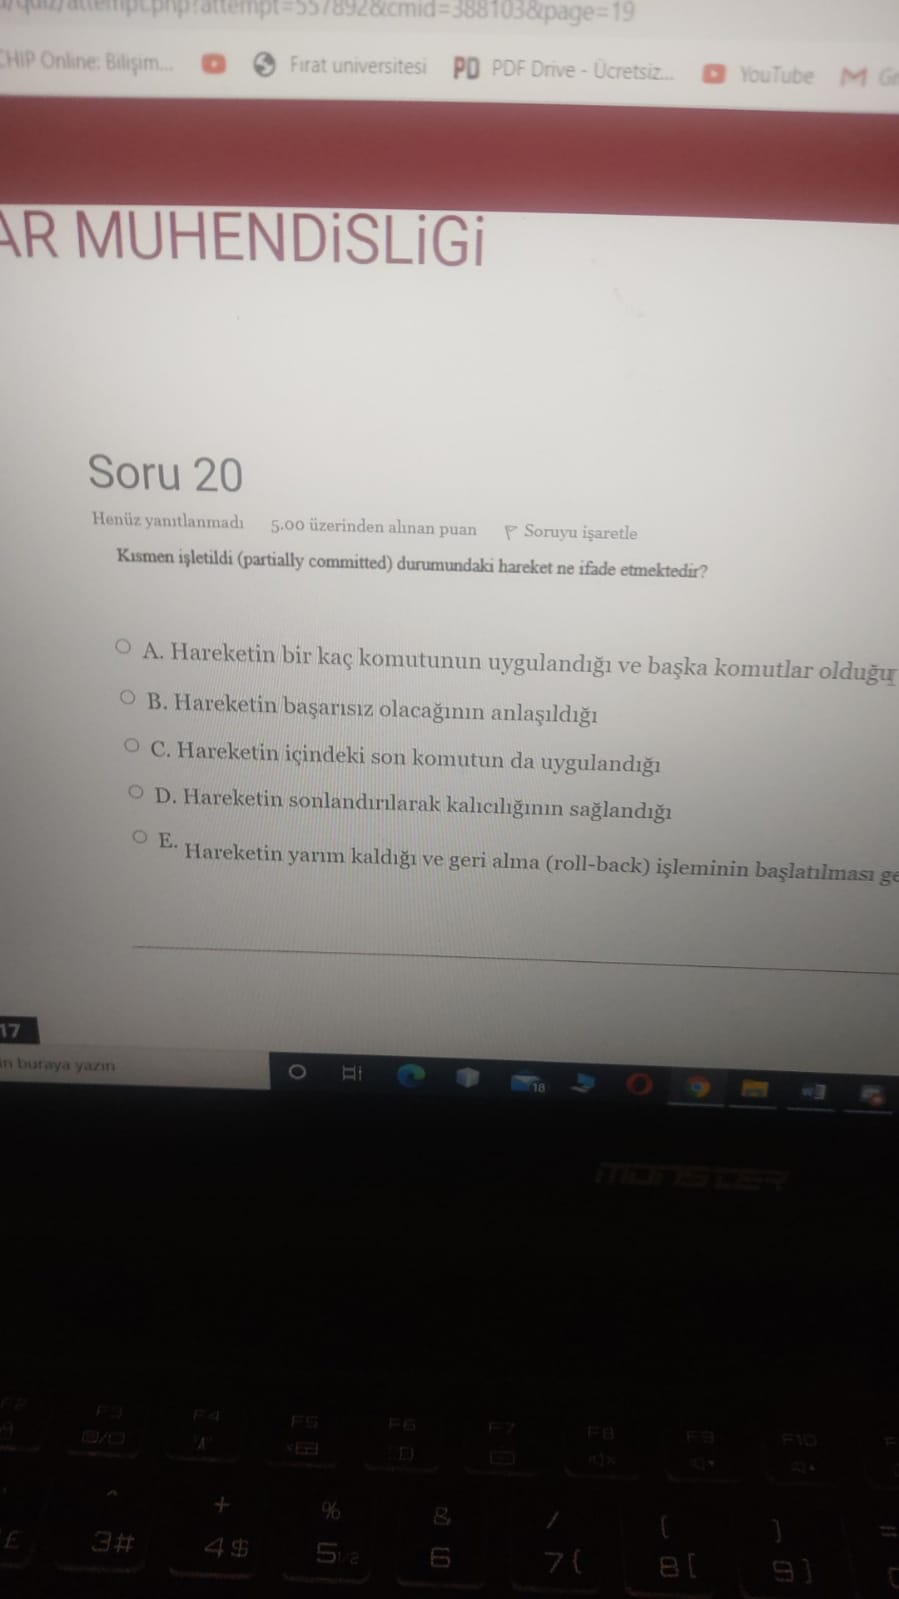 /quiz/attempt.php?attempt=557892&cmid=388103&page=19
CHIP Online: Bilişim... Fırat universitesi PD PDF Drive - Ücretsiz... YouTube
AR MUHENDiSLiGi
Soru 20
Henüz yanıtlanmadı 5.00 üzerinden alınan puan Soruyu işaretle
Kısmen işletildi (partially committed) durumundaki hareket ne ifade etmektedir?
A. Hareketin bir kaç komutunun uygulandığı ve başka komutlar olduğu
B. Hareketin başarısız olacağının anlaşıldığı
C. Hareketin içindeki son komutun da uygulandığı
D. Hareketin sonlandırılarak kalıcılığının sağlandığı
E. Hareketin yarım kaldığı ve geri alma (roll-back) işleminin başlatılması ge
17
buraya yazın
18
MONSTER
F2 F3 F4 F5 F6 F7 F8 F9 F10
^ + % & / ( ) =
£ 3# 4$ 5½ 6 7{ 8[ 9]